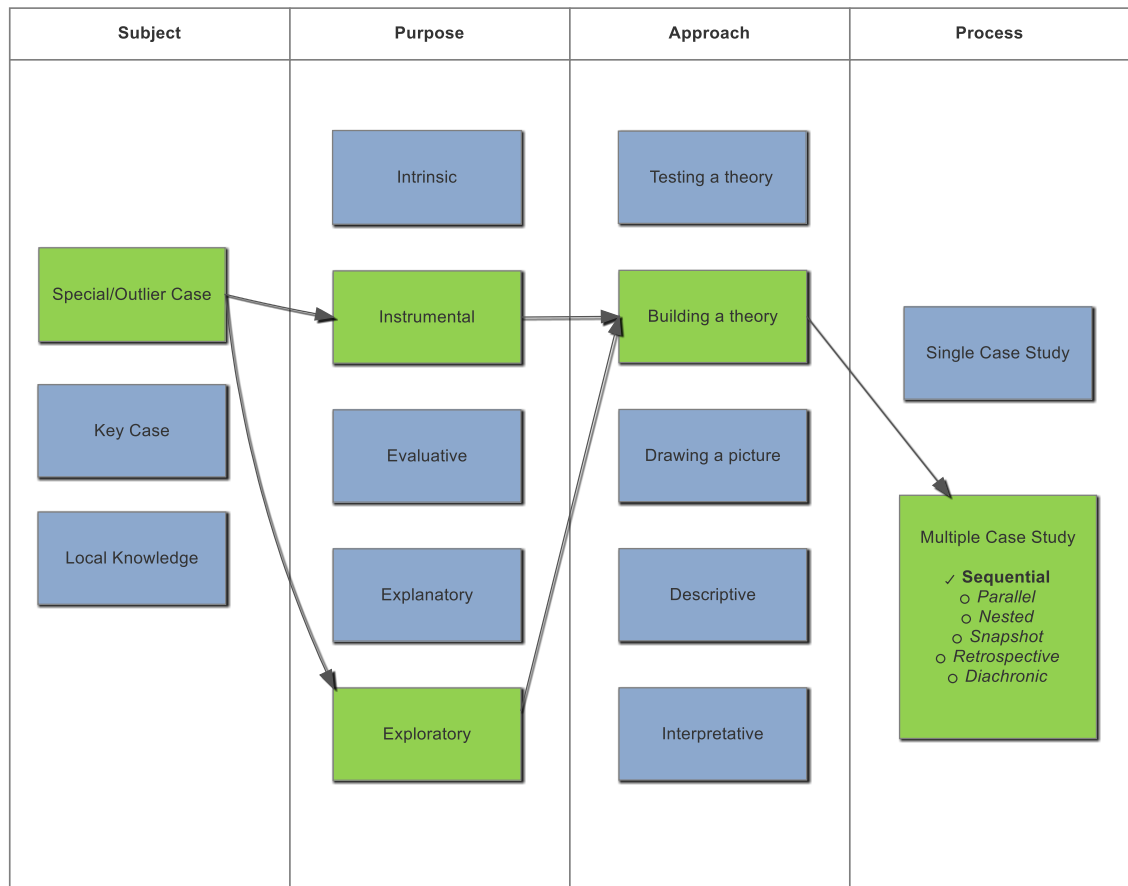 Subject
Purpose
Approach
Process
Special/Outlier Case
Key Case
Local Knowledge
Intrinsic
Instrumental
Evaluative
Explanatory
Exploratory
Testing a theory
Building a theory
Drawing a picture
Descriptive
Interpretative
Single Case Study
Multiple Case Study
✓ Sequential
○ Parallel
○ Nested
○ Snapshot
○ Retrospective
○ Diachronic